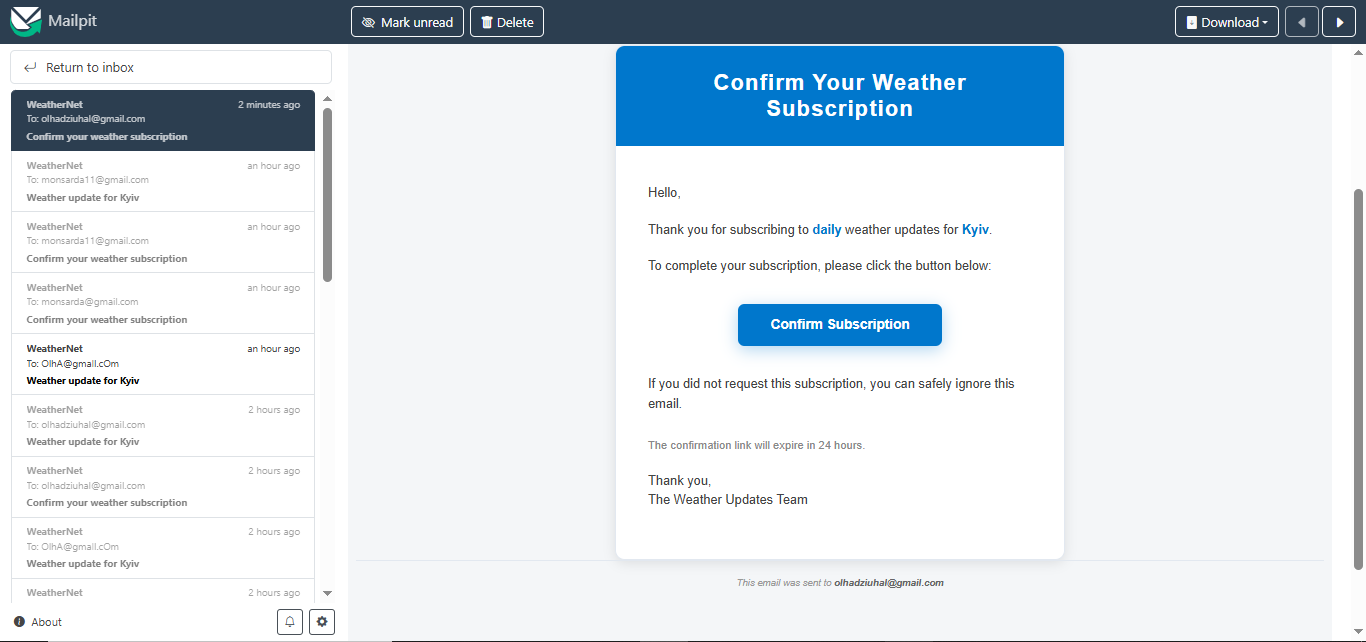 Mailpit
Mark unread
Delete
Download
Return to inbox
WeatherNet 2 minutes ago
To: olhadziuhal@gmail.com
Confirm your weather subscription
WeatherNet an hour ago
To: monsarda11@gmail.com
Weather update for Kyiv
WeatherNet an hour ago
To: monsarda11@gmail.com
Confirm your weather subscription
WeatherNet an hour ago
To: monsarda@gmail.com
Confirm your weather subscription
WeatherNet an hour ago
To: OlhA@gmail.cOm
Weather update for Kyiv
WeatherNet 2 hours ago
To: olhadziuhal@gmail.com
Weather update for Kyiv
WeatherNet 2 hours ago
To: olhadziuhal@gmail.com
Confirm your weather subscription
WeatherNet 2 hours ago
To: OlhA@gmail.cOm
Weather update for Kyiv
WeatherNet 2 hours ago
About
Confirm Your Weather
Subscription
Hello,
Thank you for subscribing to daily weather updates for Kyiv.
To complete your subscription, please click the button below:
Confirm Subscription
If you did not request this subscription, you can safely ignore this
email.
The confirmation link will expire in 24 hours.
Thank you,
The Weather Updates Team
This email was sent to olhadziuhal@gmail.com